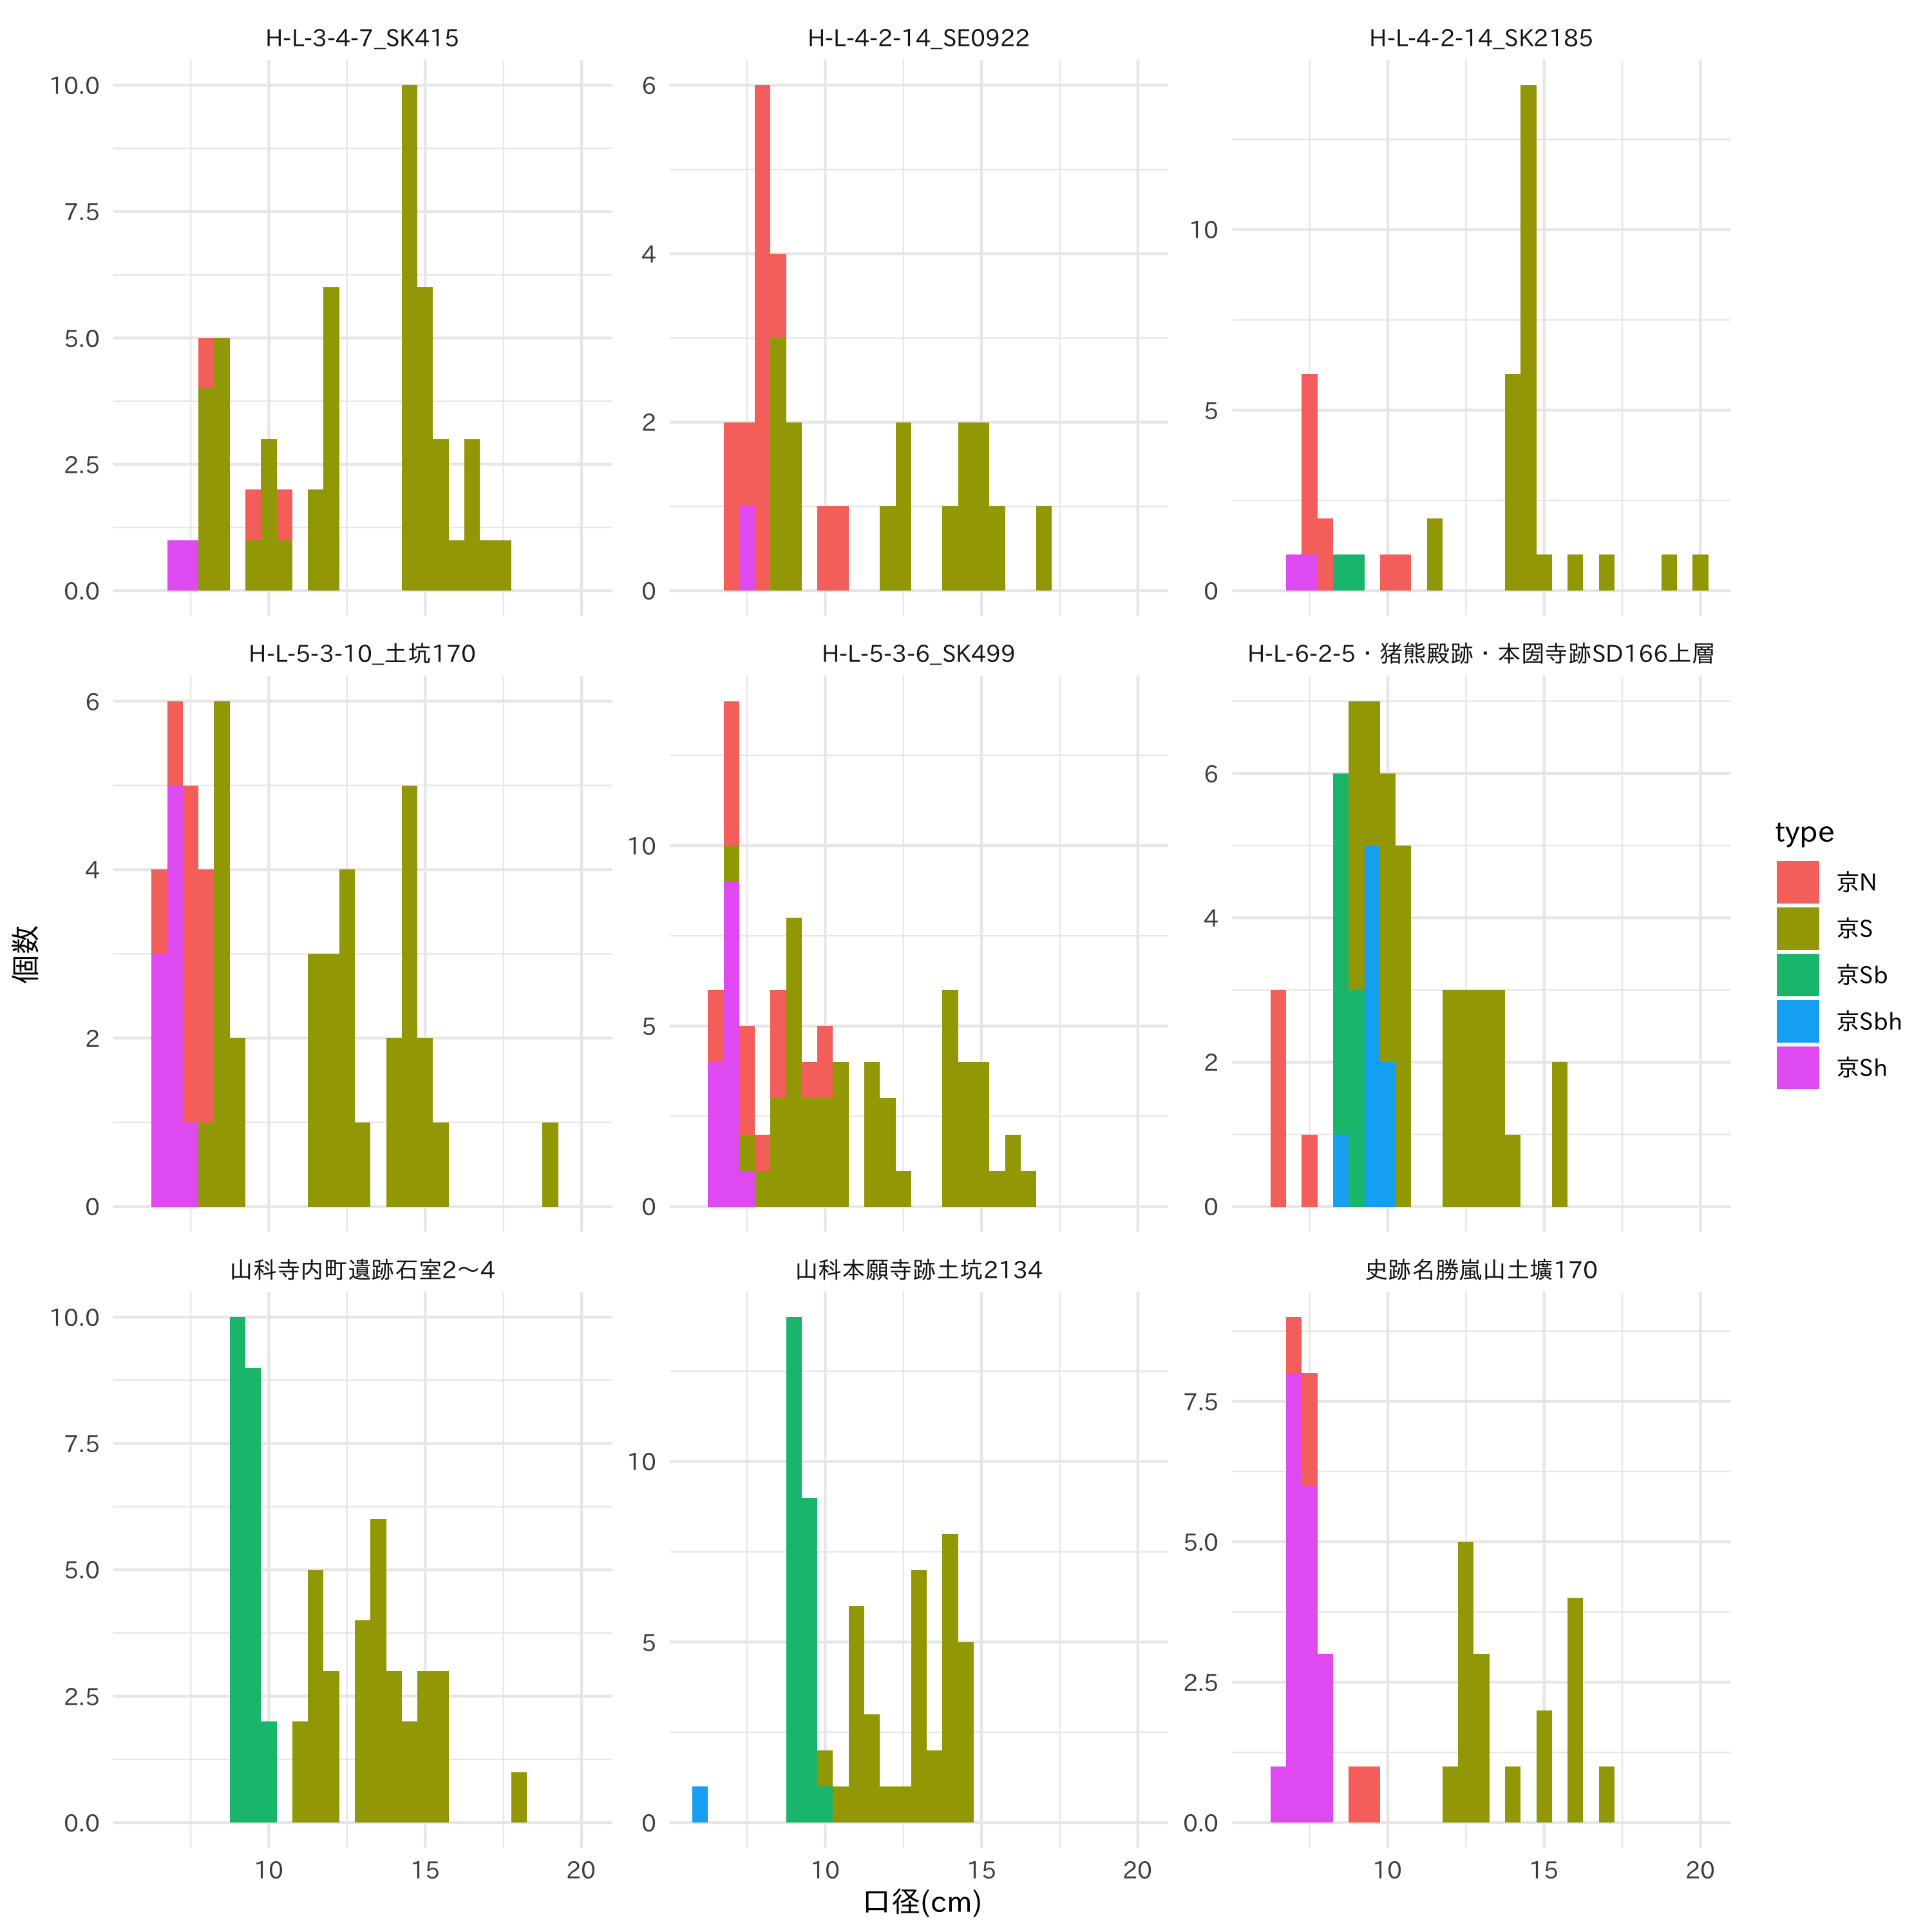 H-L-3-4-7_SK415
H-L-4-2-14_SE0922
H-L-4-2-14_SK2185
10.0
7.5
5.0
2.5
0.0
6
4
2
0
10
5
0
H-L-5-3-10_土坑170
H-L-5-3-6_SK499
H-L-6-2-5・猪熊殿跡・本圀寺跡SD166上層
6
4
2
0
10
5
0
6
4
2
0
山科寺内町遺跡石室2〜4
山科本願寺跡土坑2134
史跡名勝嵐山土壙170
10.0
7.5
5.0
2.5
0.0
10
5
0
7.5
5.0
2.5
0.0
10 15 20
10 15 20
10 15 20
口径(cm)
個数
type
京N
京S
京Sb
京Sbh
京Sh